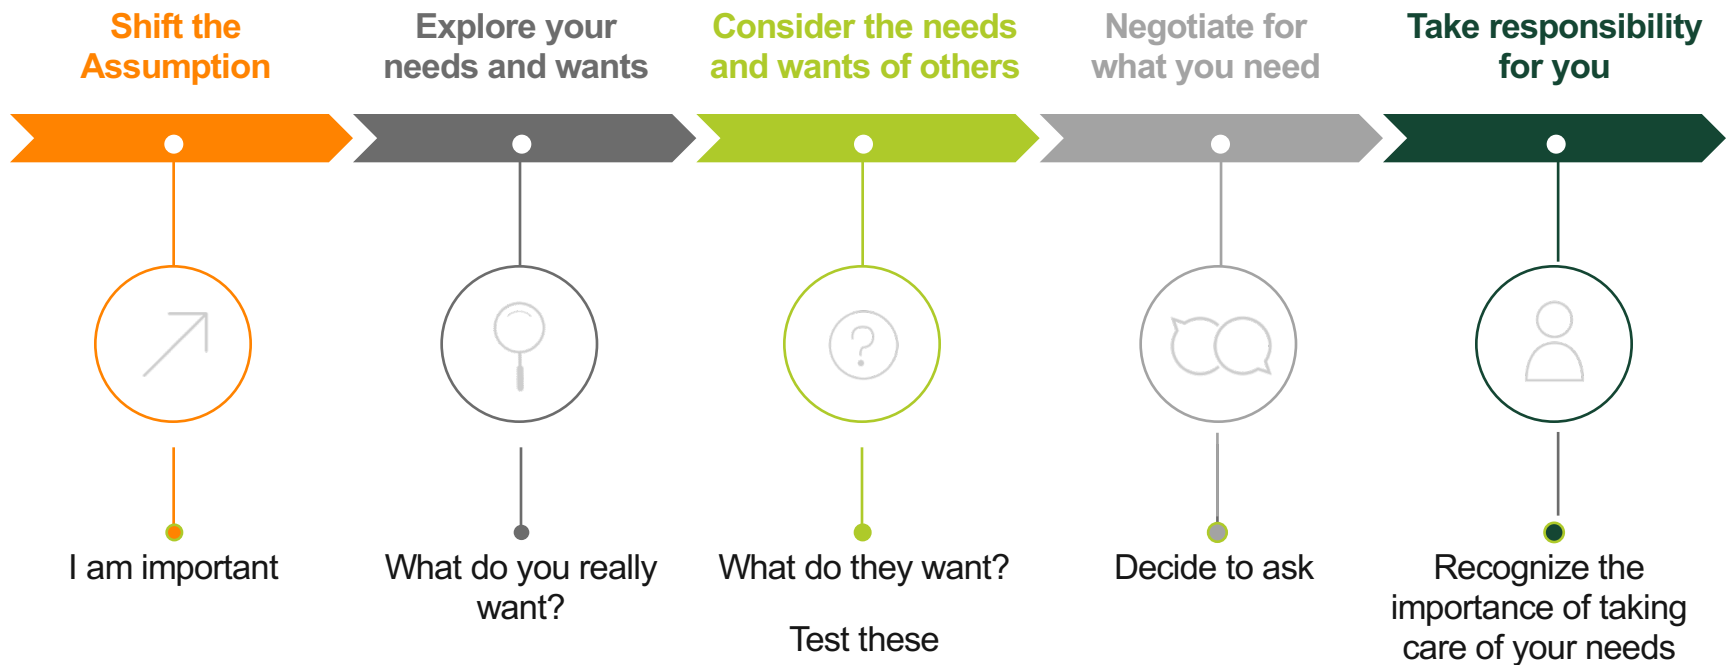 Shift the
Assumption
Explore your
needs and wants
Consider the needs
and wants of others
Negotiate for
what you need
Take responsibility
for you
?
I am important
What do you really
want?
What do they want?
Test these
Decide to ask
Recognize the
importance of taking
care of your needs